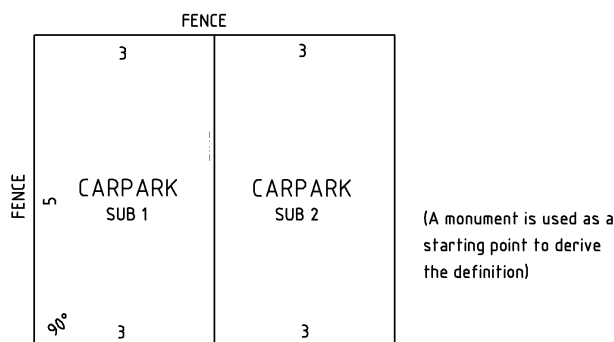 FENCE
3
3
FENCE
5
CARPARK
SUB 1
CARPARK
SUB 2
(A monument is used as a
starting point to derive
the definition)
90°
3
3